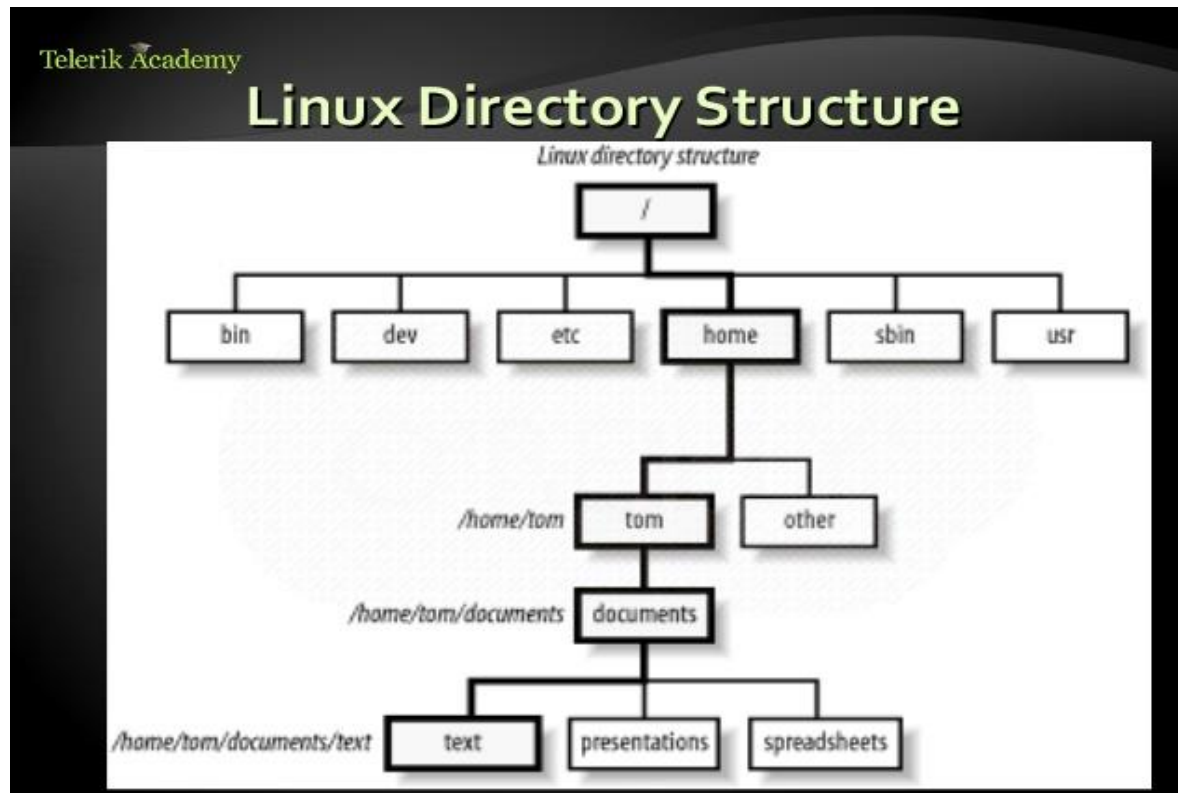 Telerik Academy
Linux Directory Structure
Linux directory structure
/
bin dev etc home sbin usr
/home/tom tom other
/home/tom/documents documents
/home/tom/documents/text text presentations spreadsheets